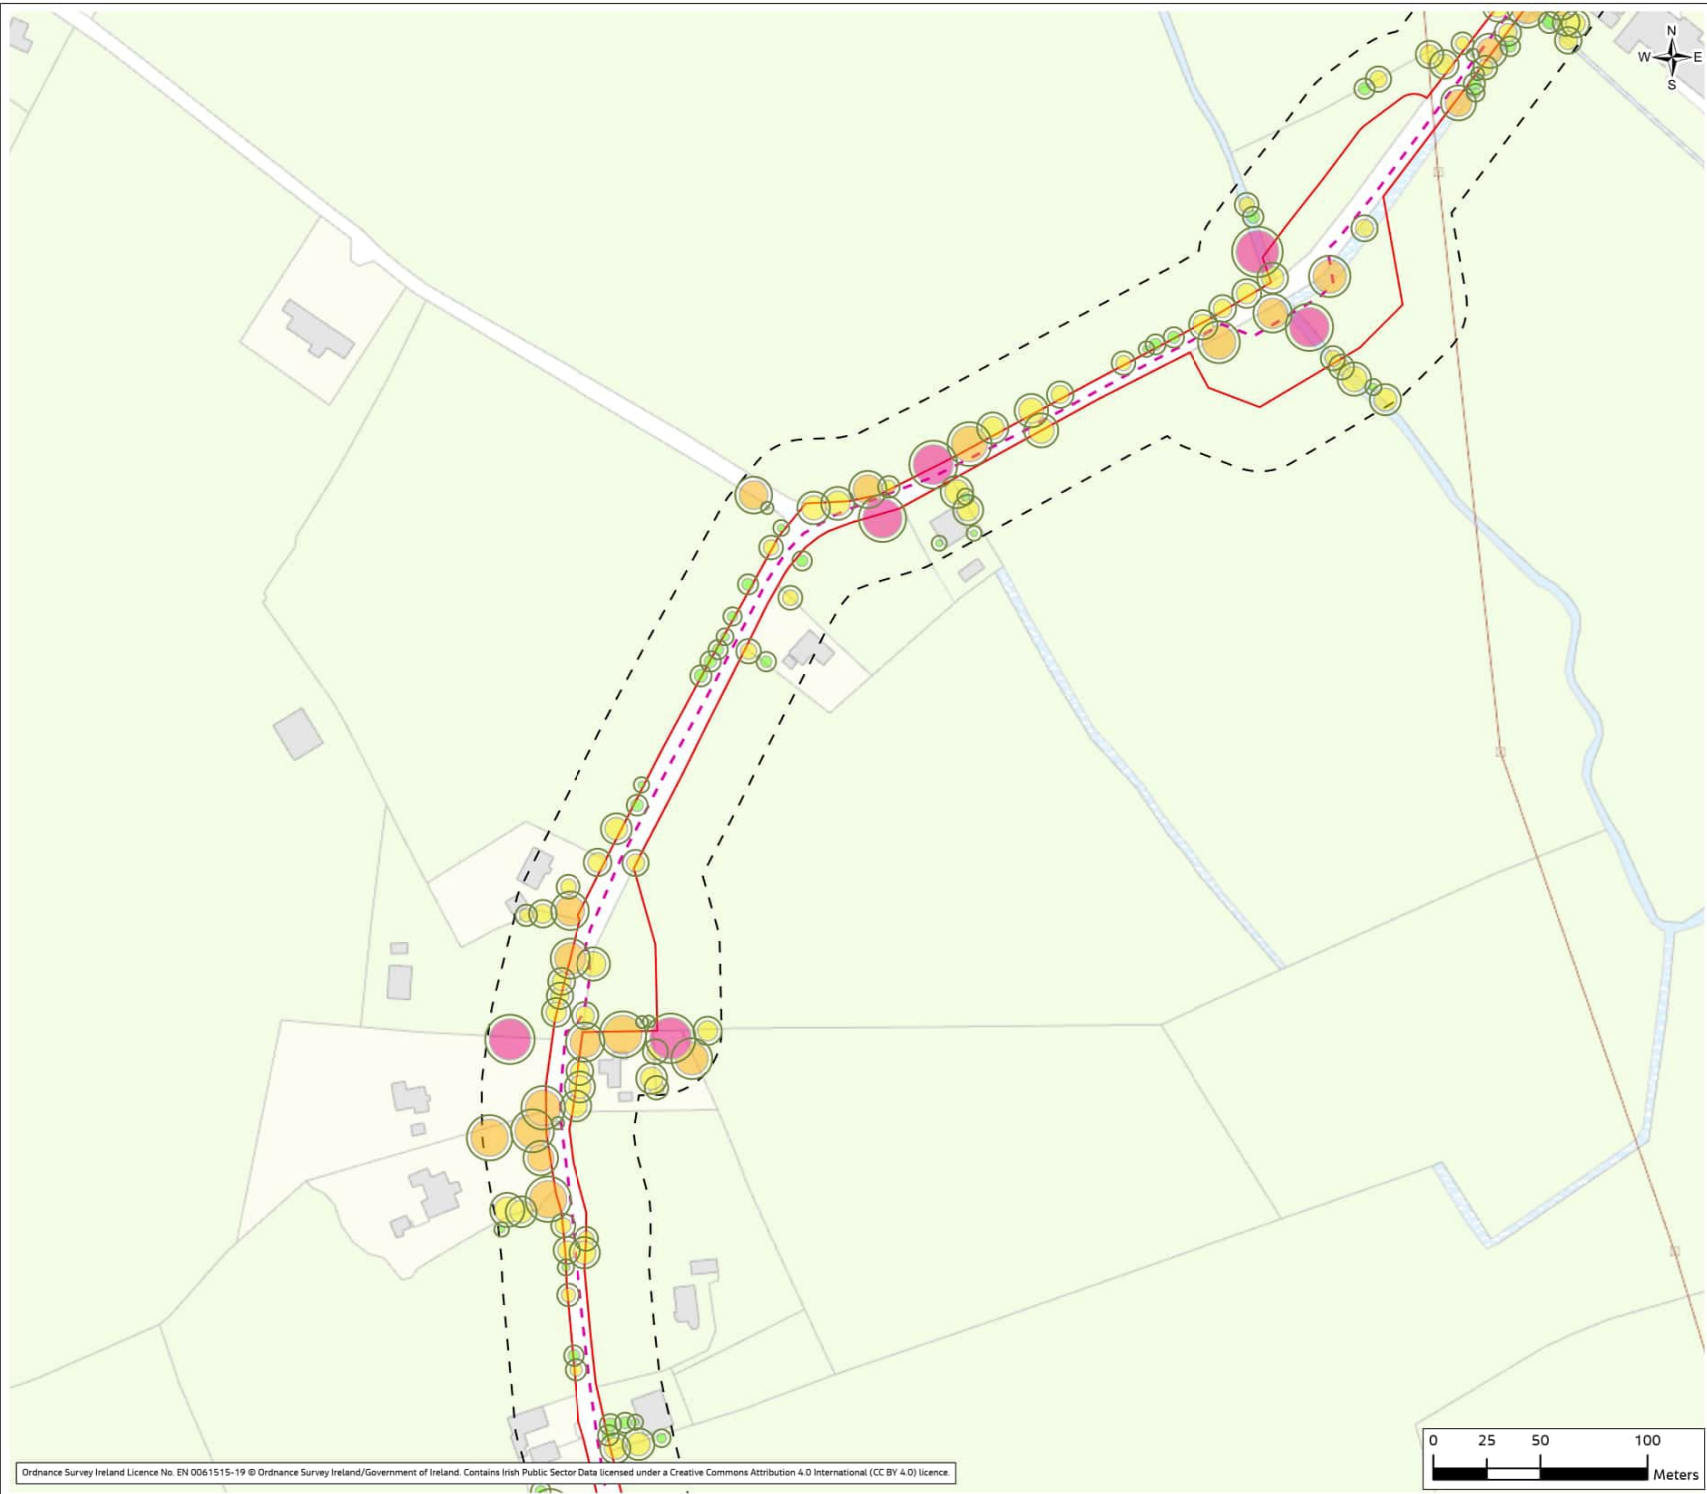 N
W E
S
0 25 50 100
Meters
Ordnance Survey Ireland Licence No. EN 0061515-19 © Ordnance Survey Ireland/Government of Ireland. Contains Irish Public Sector Data licensed under a Creative Commons Attribution 4.0 International (CC BY 4.0) licence.